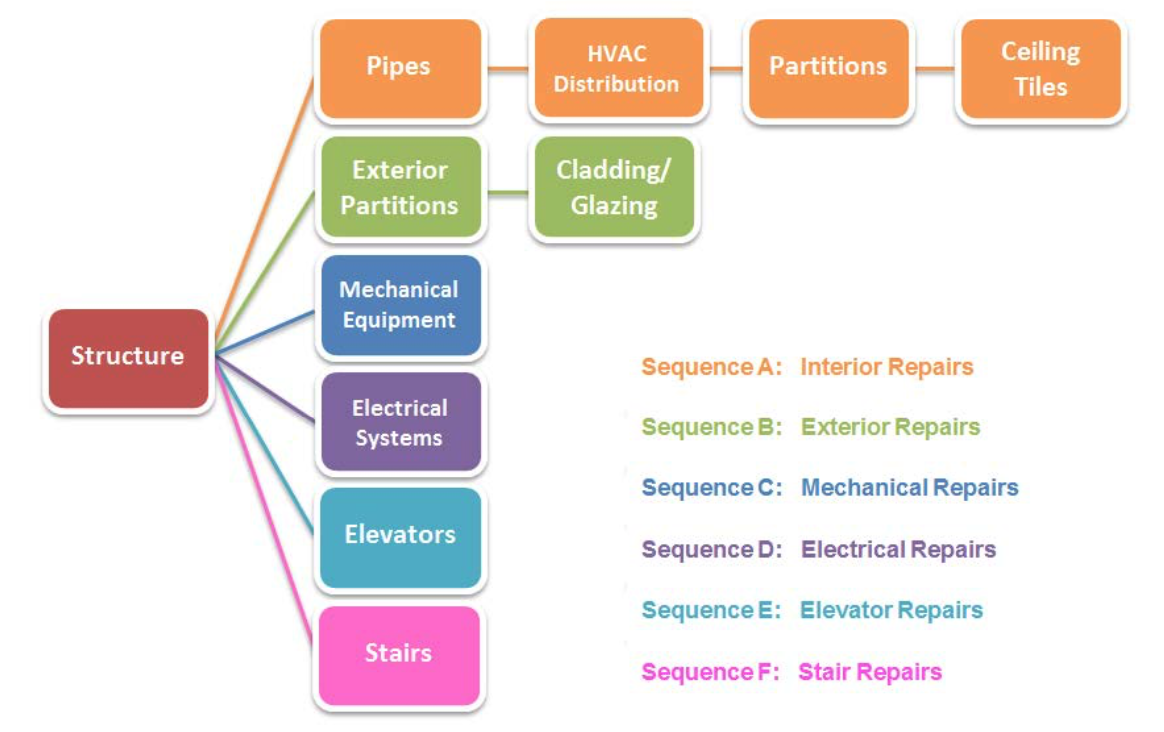 Pipes
HVAC
Distribution
Partitions
Ceiling
Tiles
Exterior
Partitions
Cladding/
Glazing
Mechanical
Equipment
Structure
Electrical
Systems
Elevators
Stairs
Sequence A: Interior Repairs
Sequence B: Exterior Repairs
Sequence C: Mechanical Repairs
Sequence D: Electrical Repairs
Sequence E: Elevator Repairs
Sequence F: Stair Repairs